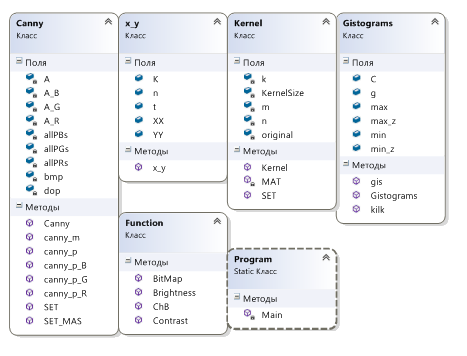 Canny
Класс
Поля
A
A_B
A_G
A_R
allPBs
allPGs
allPRs
bmp
dop
Методы
Canny
canny_m
canny_p
canny_p_B
canny_p_G
canny_p_R
SET
SET_MAS
x_y
Класс
Поля
K
n
t
XX
YY
Методы
x_y
Function
Класс
Методы
BitMap
Brightness
ChB
Contrast
Kernel
Класс
Поля
k
KernelSize
m
n
original
Методы
Kernel
MAT
SET
Program
Static Класс
Методы
Main
Gistograms
Класс
Поля
C
g
max
max_z
min
min_z
Методы
gis
Gistograms
kilk